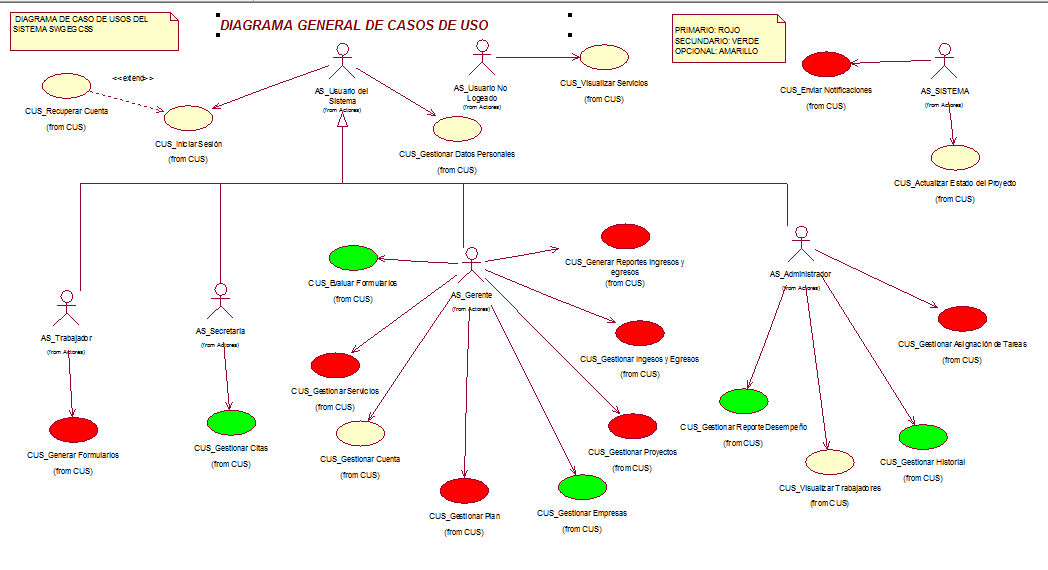 DIAGRAMA DE CASO DE USOS DEL
SISTEMA SWGEGCSS
DIAGRAMA GENERAL DE CASOS DE USO
PRIMARIO: ROJO
SECUNDARIO: VERDE
OPCIONAL: AMARILLO
<<extend>>
CUS_Recuperar Cuenta
(from CUS)
CUS_Iniciar Sesión
(from CUS)
AS_Usuario del
Sistema
(from Actores)
AS_Usuario No
Logeado
(from Actores)
CUS_Visualizar Servicios
(from CUS)
CUS_Gestionar Datos Personales
(from CUS)
CUS_Enviar Notificaciones
(from CUS)
AS_SISTEMA
(from Actores)
CUS_Actualizar Estado del Proyecto
(from CUS)
AS_Trabajador
(from Actores)
AS_Secretaria
(from Actores)
CUS_Evaluar Formularios
(from CUS)
AS_Gerente
(from Actores)
CUS_Generar Reportes Ingresos y
egresos
(from CUS)
AS_Administrador
(from Actores)
CUS_Gestionar Ingesos y Egresos
(from CUS)
CUS_Gestionar Asignación de Tareas
(from CUS)
CUS_Gestionar Servicios
(from CUS)
CUS_Generar Formularios
(from CUS)
CUS_Gestionar Citas
(from CUS)
CUS_Gestionar Cuenta
(from CUS)
CUS_Gestionar Proyectos
(from CUS)
CUS_Gestionar Reporte Desempeño
(from CUS)
CUS_Gestionar Historial
(from CUS)
CUS_Visualizar Trabajadores
(from CUS)
CUS_Gestionar Plan
(from CUS)
CUS_Gestionar Empresas
(from CUS)